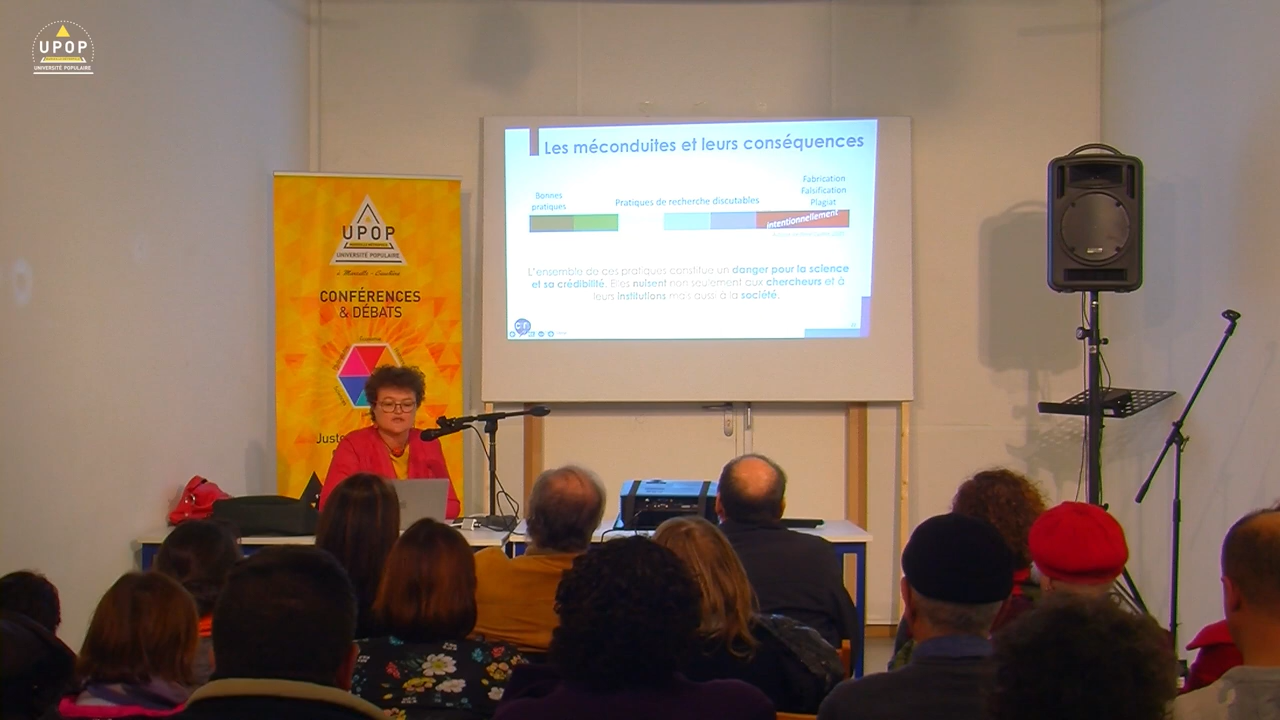 UPOP
UNIVERSITÉ POPULAIRE
Les méconduites et leurs conséquences
Bonnes
pratiques
Pratiques de recherche discutables
Fabrication
Falsification
Plagiat
intentionnellement
L'ensemble de ces pratiques constitue un danger pour la science
et sa crédibilité. Elles nuisent non seulement aux chercheurs et à
leurs institutions mais aussi à la société.
UPOP
UNIVERSITÉ POPULAIRE
CONFÉRENCES
& DÉBATS